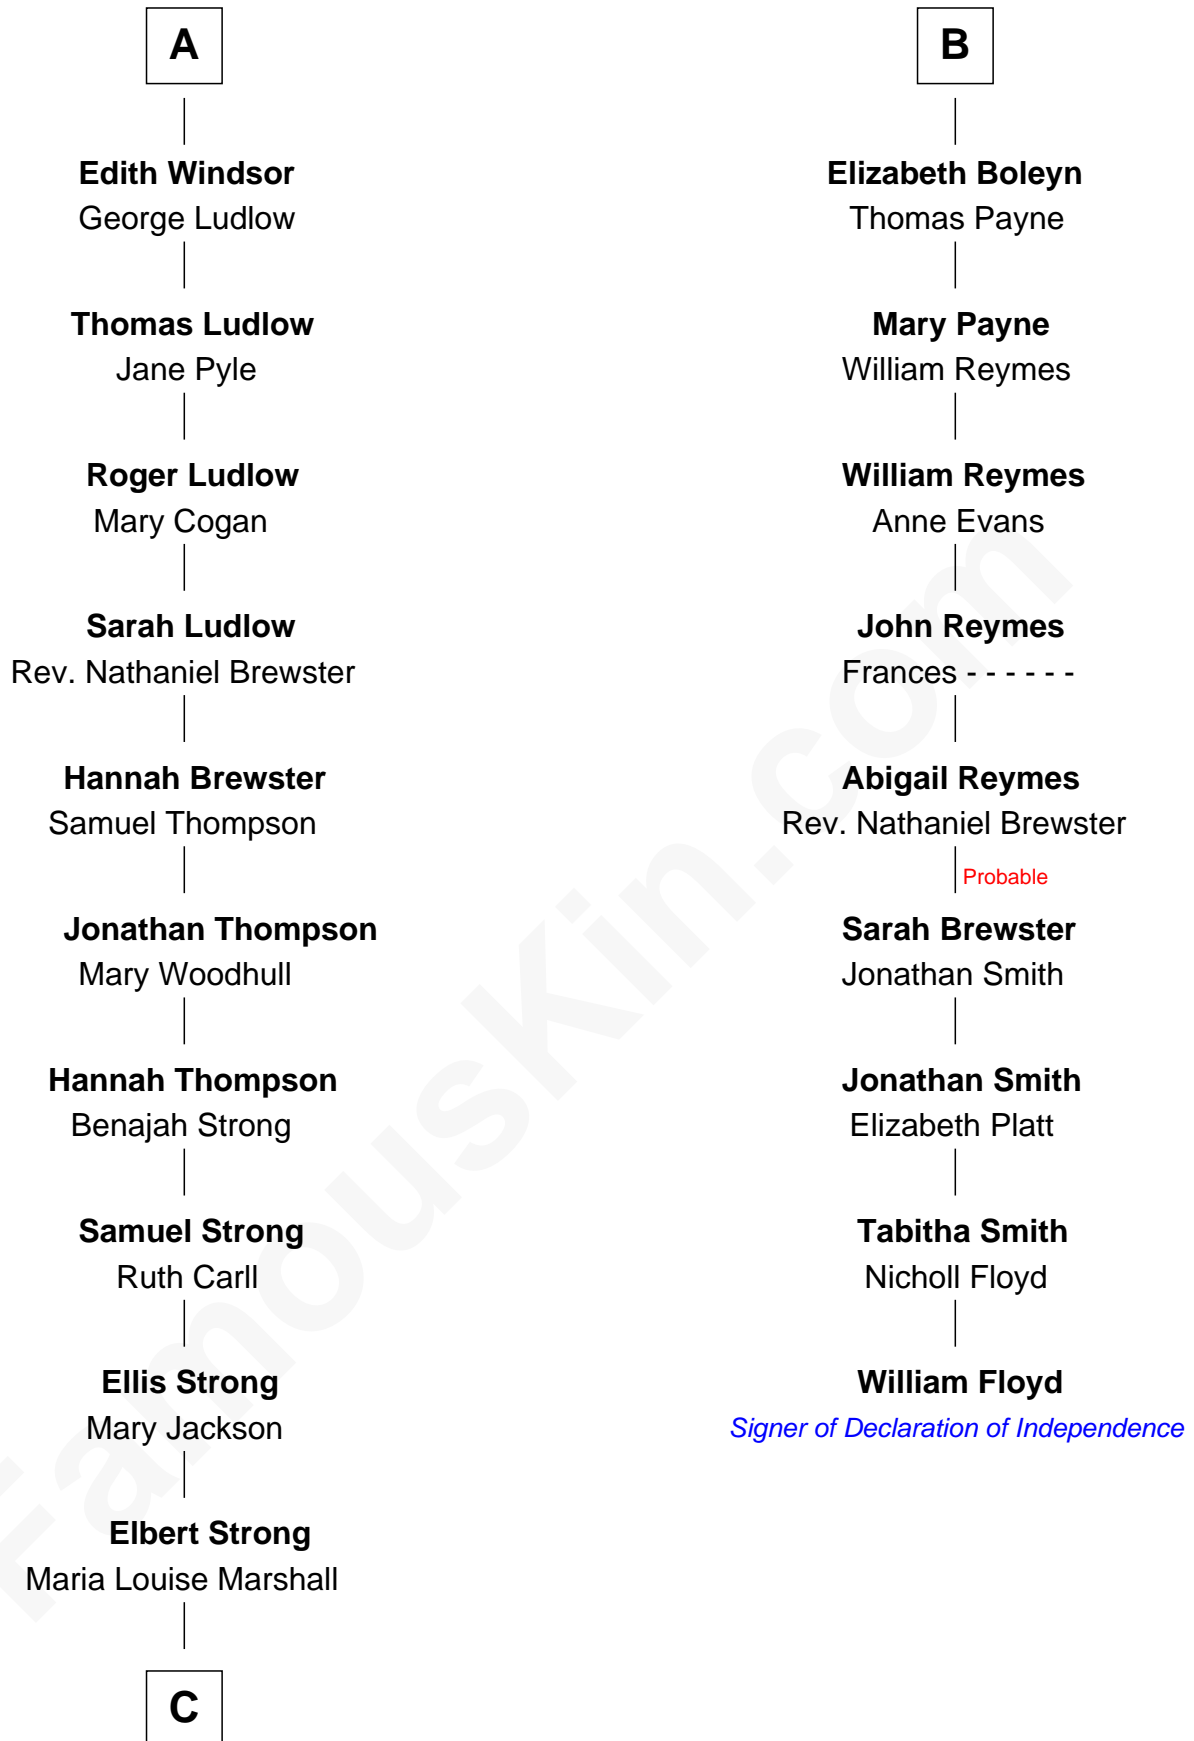 A
Edith Windsor
George Ludlow
Thomas Ludlow
Jane Pyle
Roger Ludlow
Mary Cogan
Sarah Ludlow
Rev. Nathaniel Brewster
Hannah Brewster
Samuel Thompson
Jonathan Thompson
Mary Woodhull
Hannah Thompson
Benajah Strong
Samuel Strong
Ruth Carll
Ellis Strong
Mary Jackson
Elbert Strong
Maria Louise Marshall
C
B
Elizabeth Boleyn
Thomas Payne
Mary Payne
William Reymes
William Reymes
Anne Evans
John Reymes
Frances - - - - - -
Abigail Reymes
Rev. Nathaniel Brewster
Probable
Sarah Brewster
Jonathan Smith
Jonathan Smith
Elizabeth Platt
Tabitha Smith
Nicholl Floyd
William Floyd
Signer of Declaration of Independence
FamousKin.com